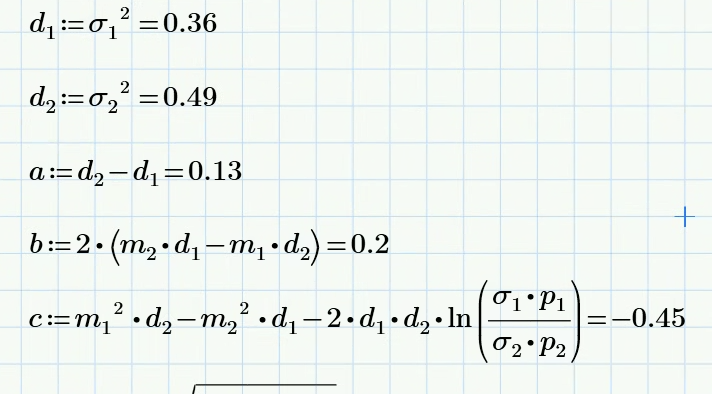 d₁:=σ₁²=0.36
d₂:=σ₂²=0.49
a:=d₂−d₁=0.13
b:=2•(m₂•d₁−m₁•d₂)=0.2
c:=m₁²•d₂−m₂²•d₁−2•d₁•d₂•ln((σ₁•p₁)/(σ₂•p₂))=−0.45